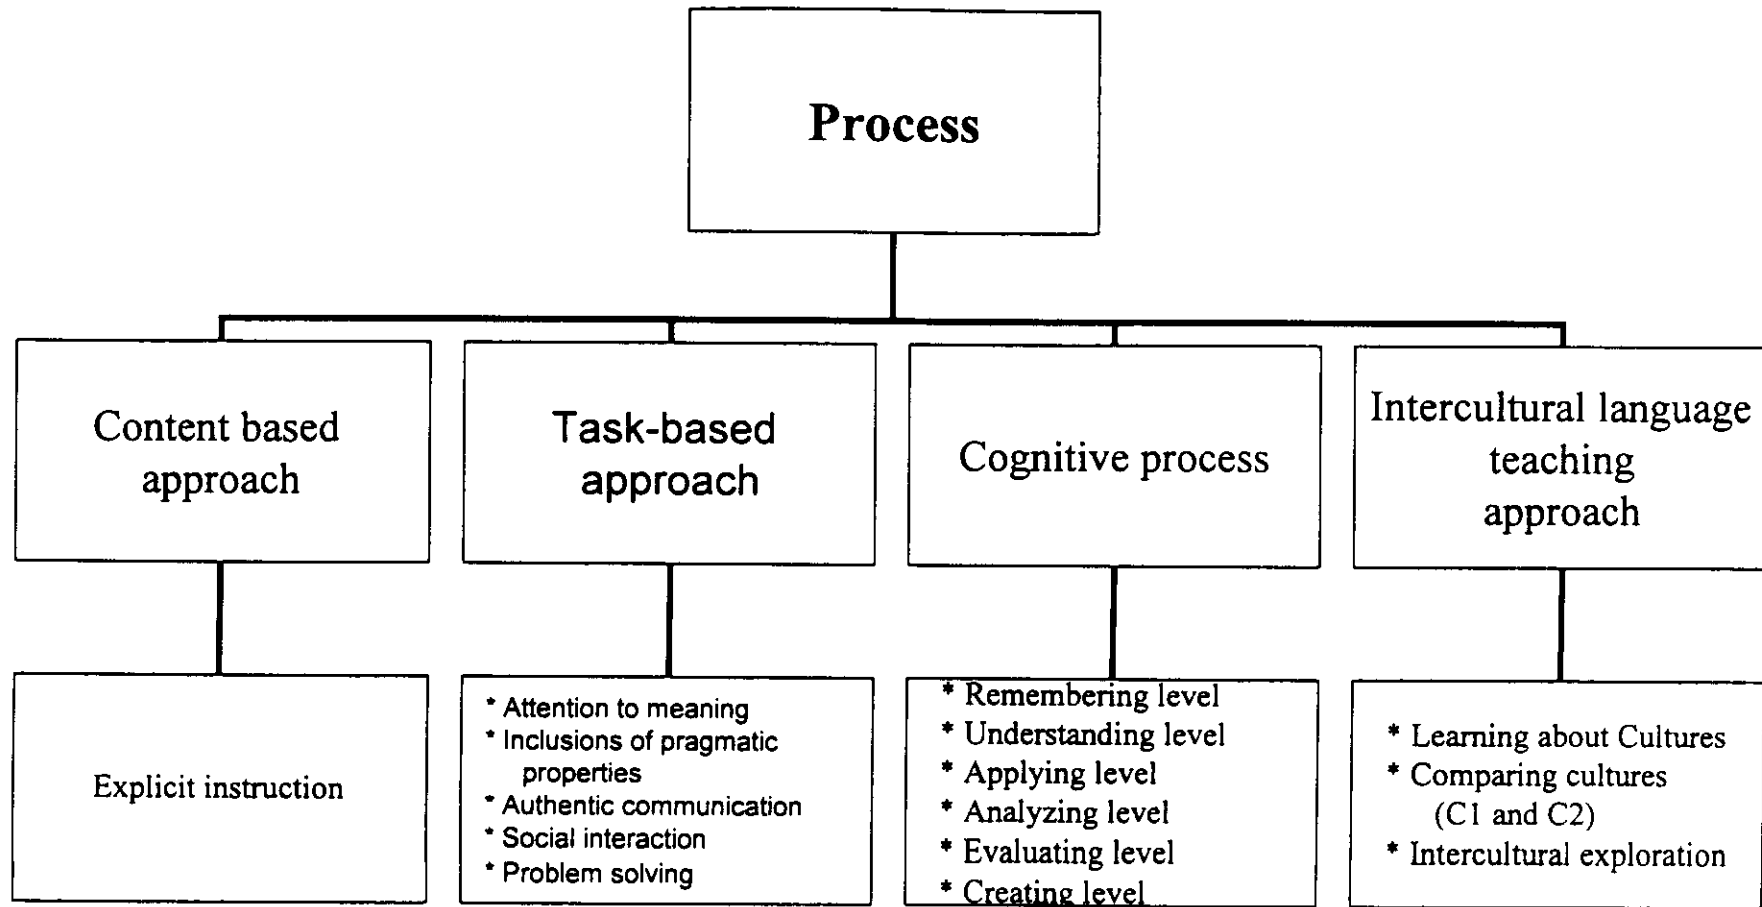 Process
Content based
approach
Task-based
approach
Cognitive process
Intercultural language
teaching
approach
Explicit instruction
* Attention to meaning
* Inclusions of pragmatic
properties
* Authentic communication
* Social interaction
* Problem solving
* Remembering level
* Understanding level
* Applying level
* Analyzing level
* Evaluating level
* Creating level
* Learning about Cultures
* Comparing cultures
(C1 and C2)
* Intercultural exploration